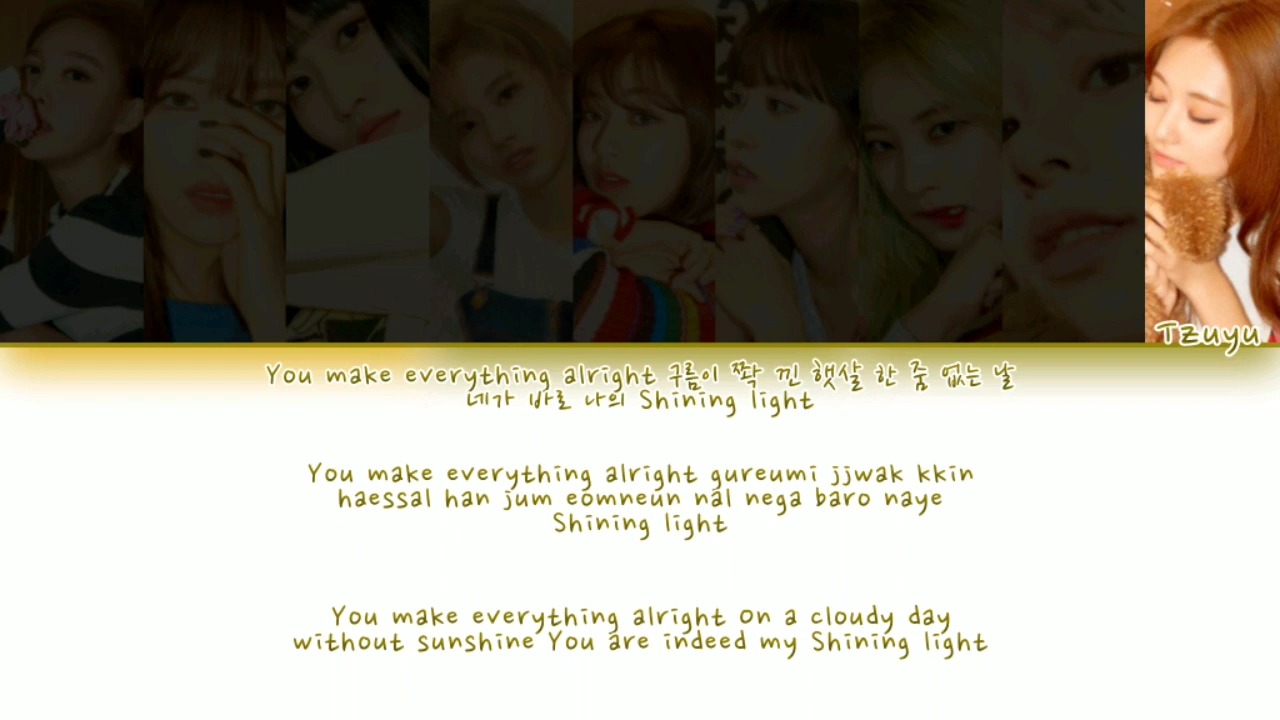 Tzuyu
You make everything alright 구름이 쫙 낀 햇살 한 줌 없는 날
네가 바로 나의 Shining light
You make everything alright gureumi jjwak kkin
haessal han jum eomneun nal nega baro naye
Shining light
You make everything alright on a cloudy day
without sunshine You are indeed my Shining light